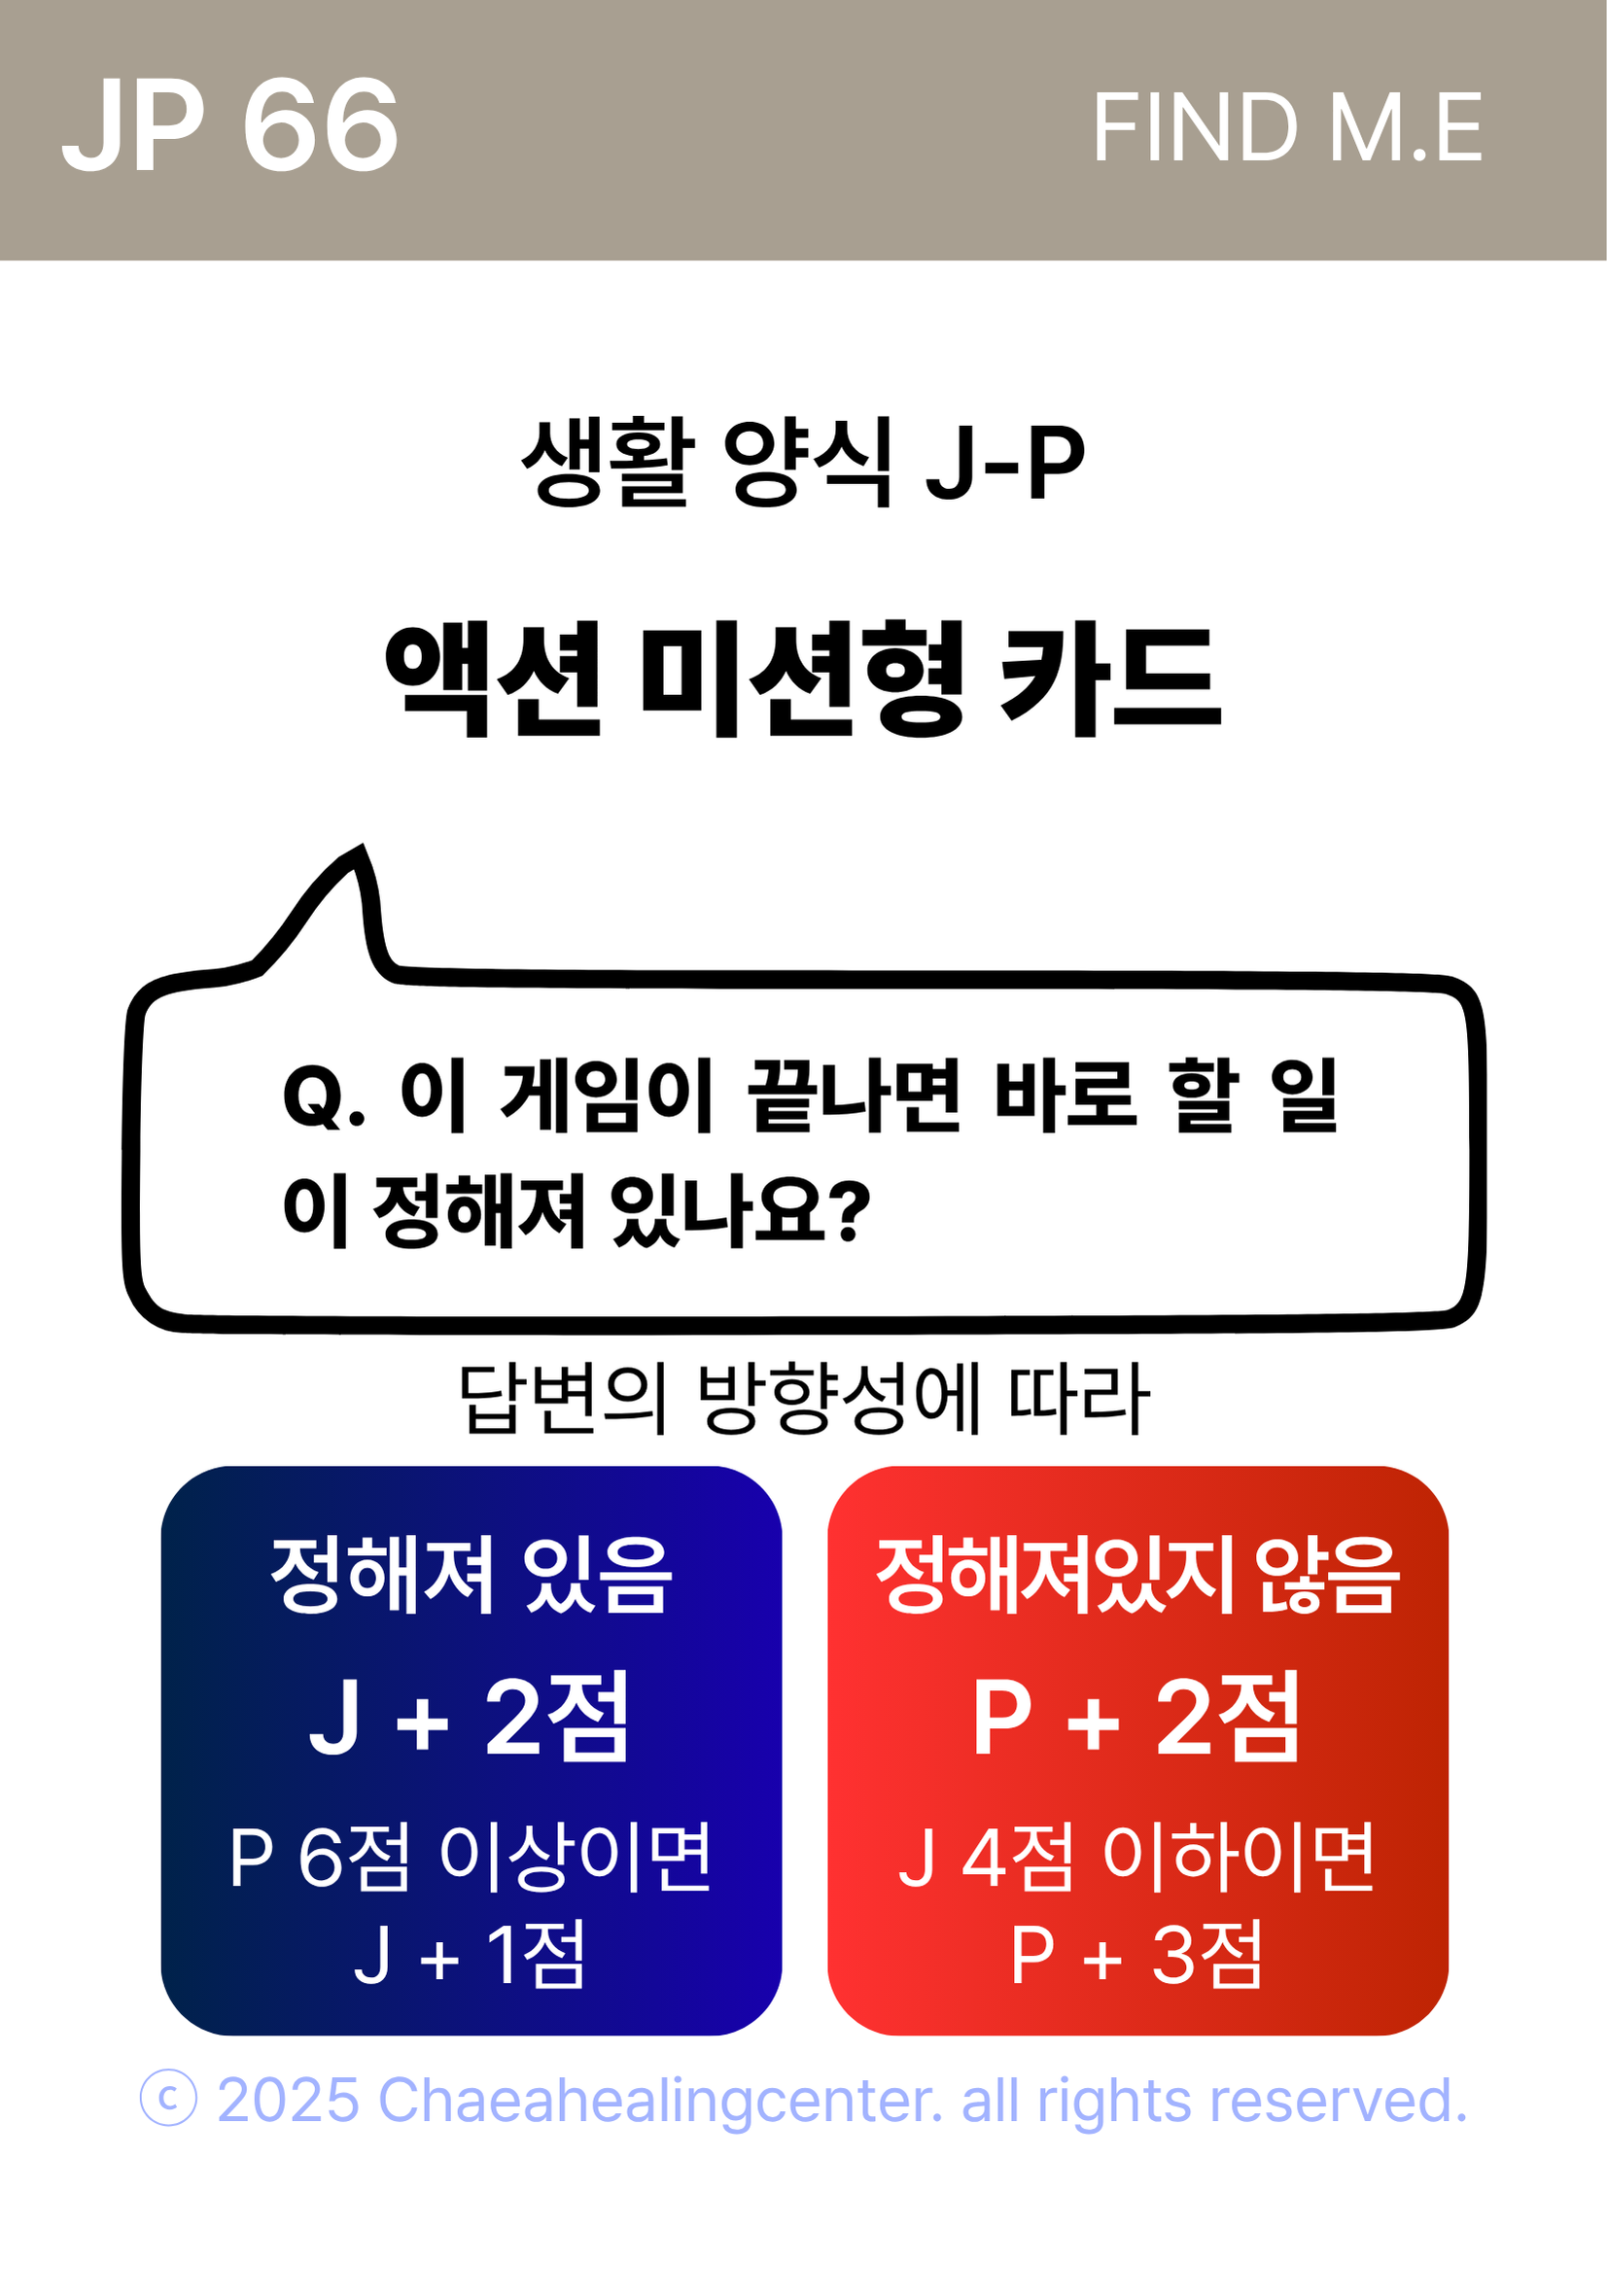 JP 66
FIND M.E
생활 양식 J-P
액션 미션형 카드
Q. 이 게임이 끝나면 바로 할 일
이 정해져 있나요?
답변의 방향성에 따라
정해져 있음
J + 2점
P 6점 이상이면
J + 1점
정해져있지 않음
P + 2점
J 4점 이하이면
P + 3점
ⓒ 2025 Chaeahealingcenter. all rights reserved.